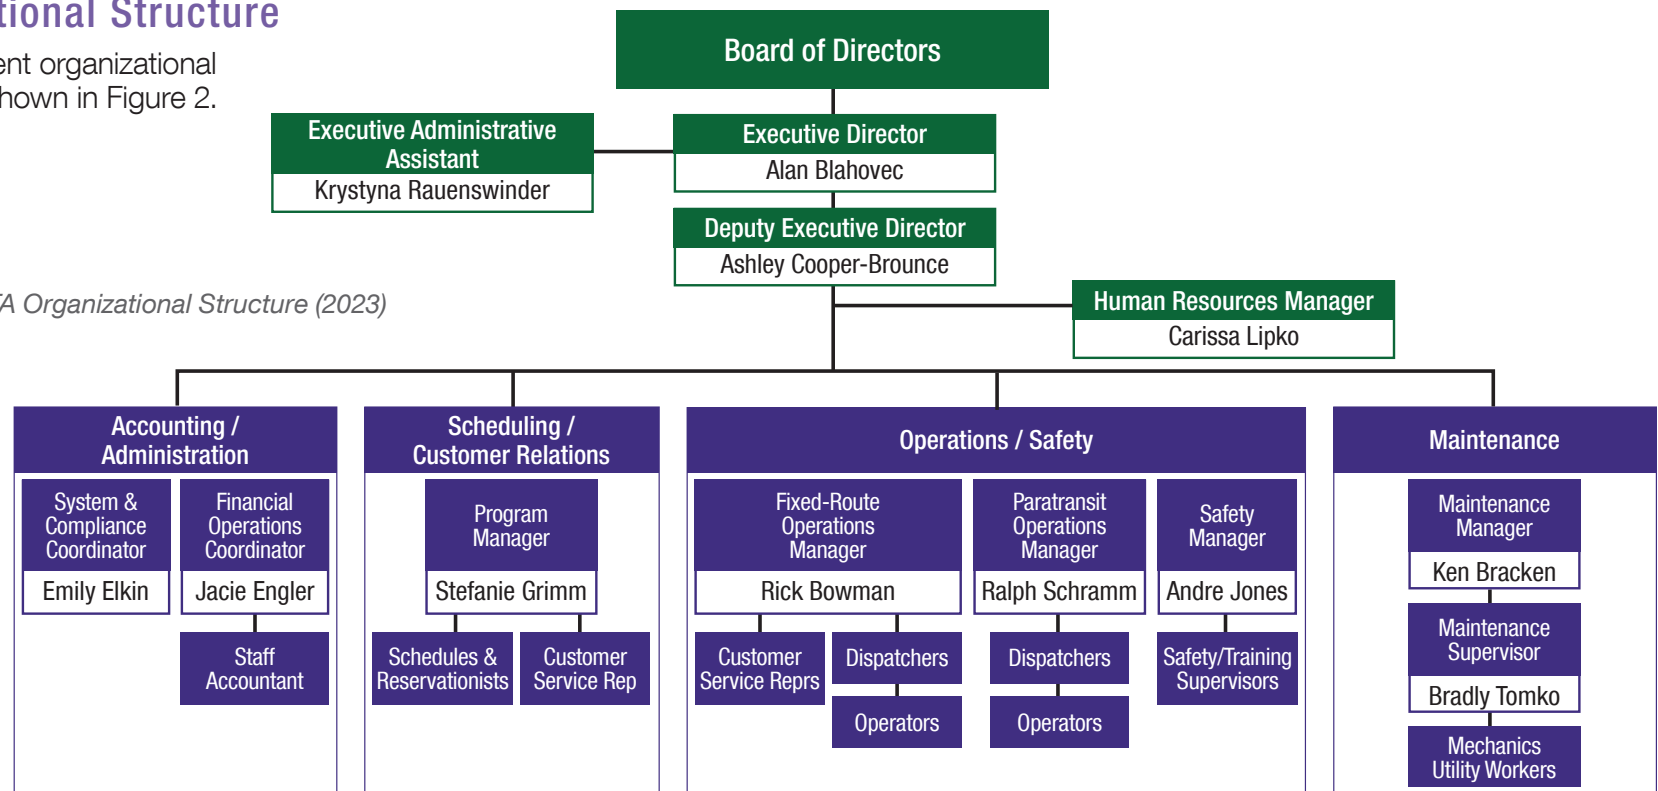 tional Structure
ent organizational
hown in Figure 2.
TA Organizational Structure (2023)
Board of Directors
Executive Administrative
Assistant
Krystyna Rauenswinder
Executive Director
Alan Blahovec
Deputy Executive Director
Ashley Cooper-Brounce
Human Resources Manager
Carissa Lipko
Accounting /
Administration
System &
Compliance
Coordinator
Emily Elkin
Financial
Operations
Coordinator
Jacie Engler
Staff
Accountant
Scheduling /
Customer Relations
Program
Manager
Stefanie Grimm
Schedules &
Reservationists
Customer
Service Rep
Operations / Safety
Fixed-Route
Operations
Manager
Rick Bowman
Customer
Service Reprs
Dispatchers
Operators
Paratransit
Operations
Manager
Ralph Schramm
Dispatchers
Operators
Safety
Manager
Andre Jones
Safety/Training
Supervisors
Maintenance
Maintenance
Manager
Ken Bracken
Maintenance
Supervisor
Bradly Tomko
Mechanics
Utility Workers